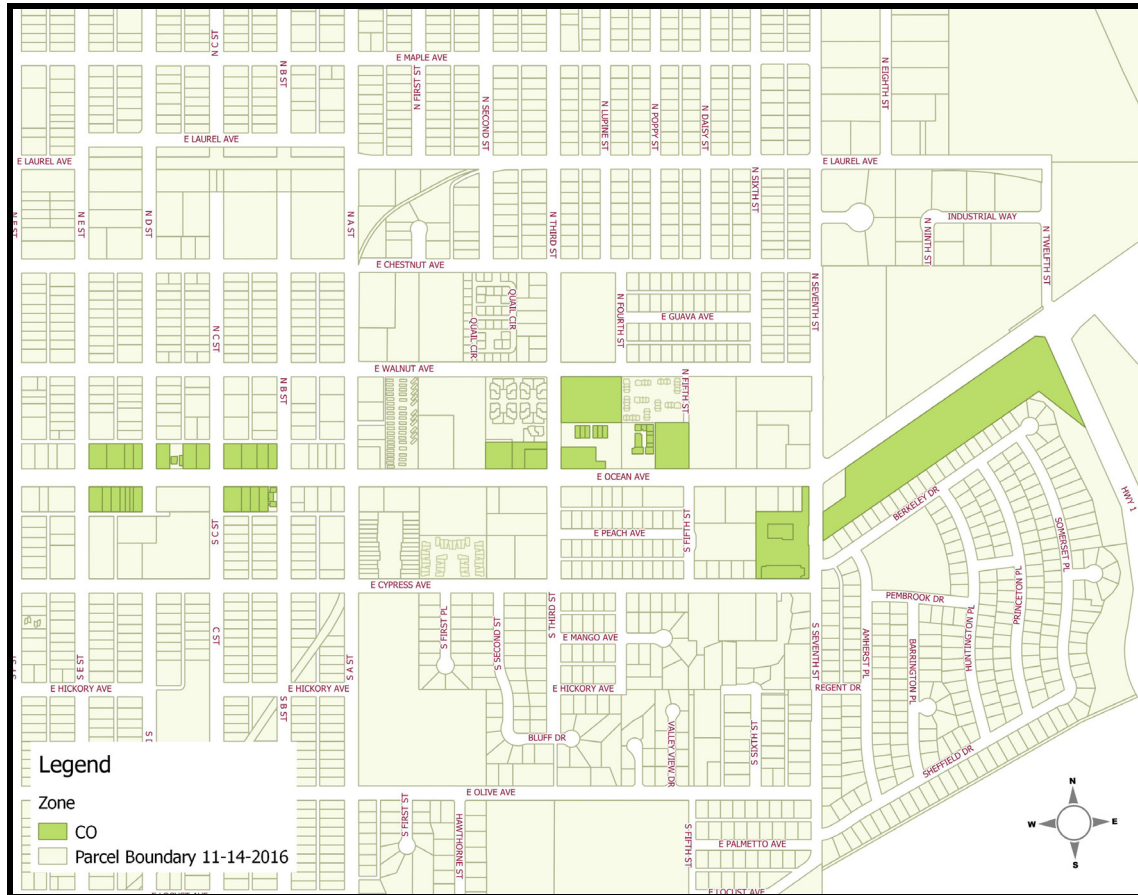 N C ST
E MAPLE AVE
N B ST
N FIRST ST
N SECOND ST
N LUPINE ST
N POPPY ST
N DAISY ST
N EIGHTH ST
E LAUREL AVE
E LAUREL AVE
E LAUREL AVE
N SIXTH ST
N E ST
N D ST
N A ST
N THIRD ST
INDUSTRIAL WAY
N NINTH ST
N TWELFTH ST
E CHESTNUT AVE
N C ST
QUAIL CIR
QUAIL CIR
N FOURTH ST
E GUAVA AVE
N SEVENTH ST
E WALNUT AVE
N B ST
N FIFTH ST
E OCEAN AVE
BERKELEY DR
HWY 1
S C ST
E PEACH AVE
S FIFTH ST
SOMERSET PL
E CYPRESS AVE
PEMBROOK DR
PRINCETON PL
HUNTINGTON PL
C ST
S FIRST PL
S SECOND ST
S THIRD ST
E MANGO AVE
S SEVENTH ST
AMHERST PL
BARRINGTON PL
S E ST
S A ST
E HICKORY AVE
E HICKORY AVE
E HICKORY AVE
REGENT DR
S B ST
BLUFF DR
VALLEY VIEW DR
S SIXTH ST
SHEFFIELD DR
Legend
Zone
CO
Parcel Boundary 11-14-2016
E OLIVE AVE
S FIRST ST
HAWTHORNE ST
S FIFTH ST
E PALMETTO AVE
E LOCUST AVE
N
W
E
S